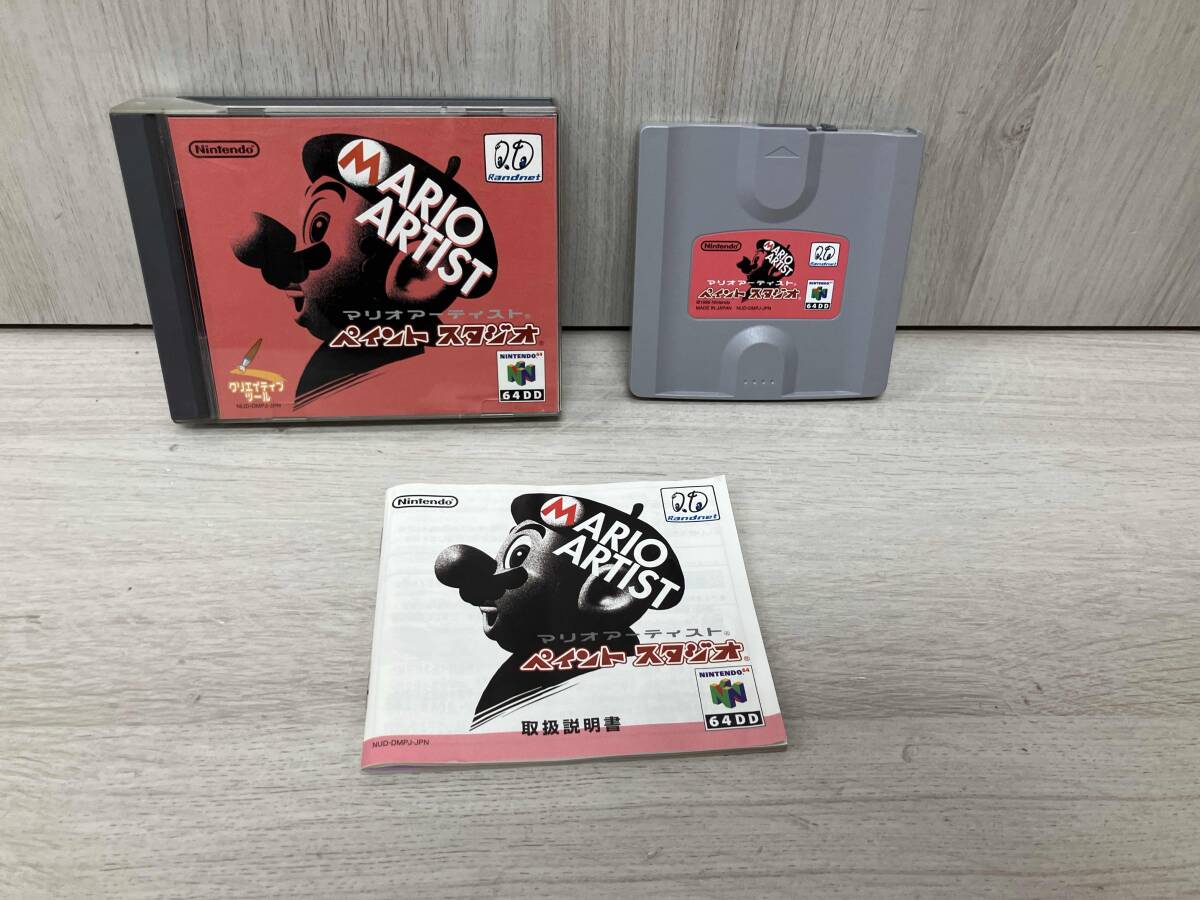 Nintendo
Randnet
MARIO
ARTIST
マリオアーティスト®
ペイント スタジオ®
クリエイティブ
ツール
NUD-DMPJ-JPN
NINTENDO64
64DD
Nintendo
Randnet
MARIO
ARTIST
マリオアーティスト®
ペイント スタジオ®
©1999 Nintendo
MADE IN JAPAN NUD-DMPJ-JPN
NINTENDO64
64DD
Nintendo
Randnet
MARIO
ARTIST
マリオアーティスト®
ペイント スタジオ®
NINTENDO64
64DD
取扱説明書
NUD-DMPJ-JPN